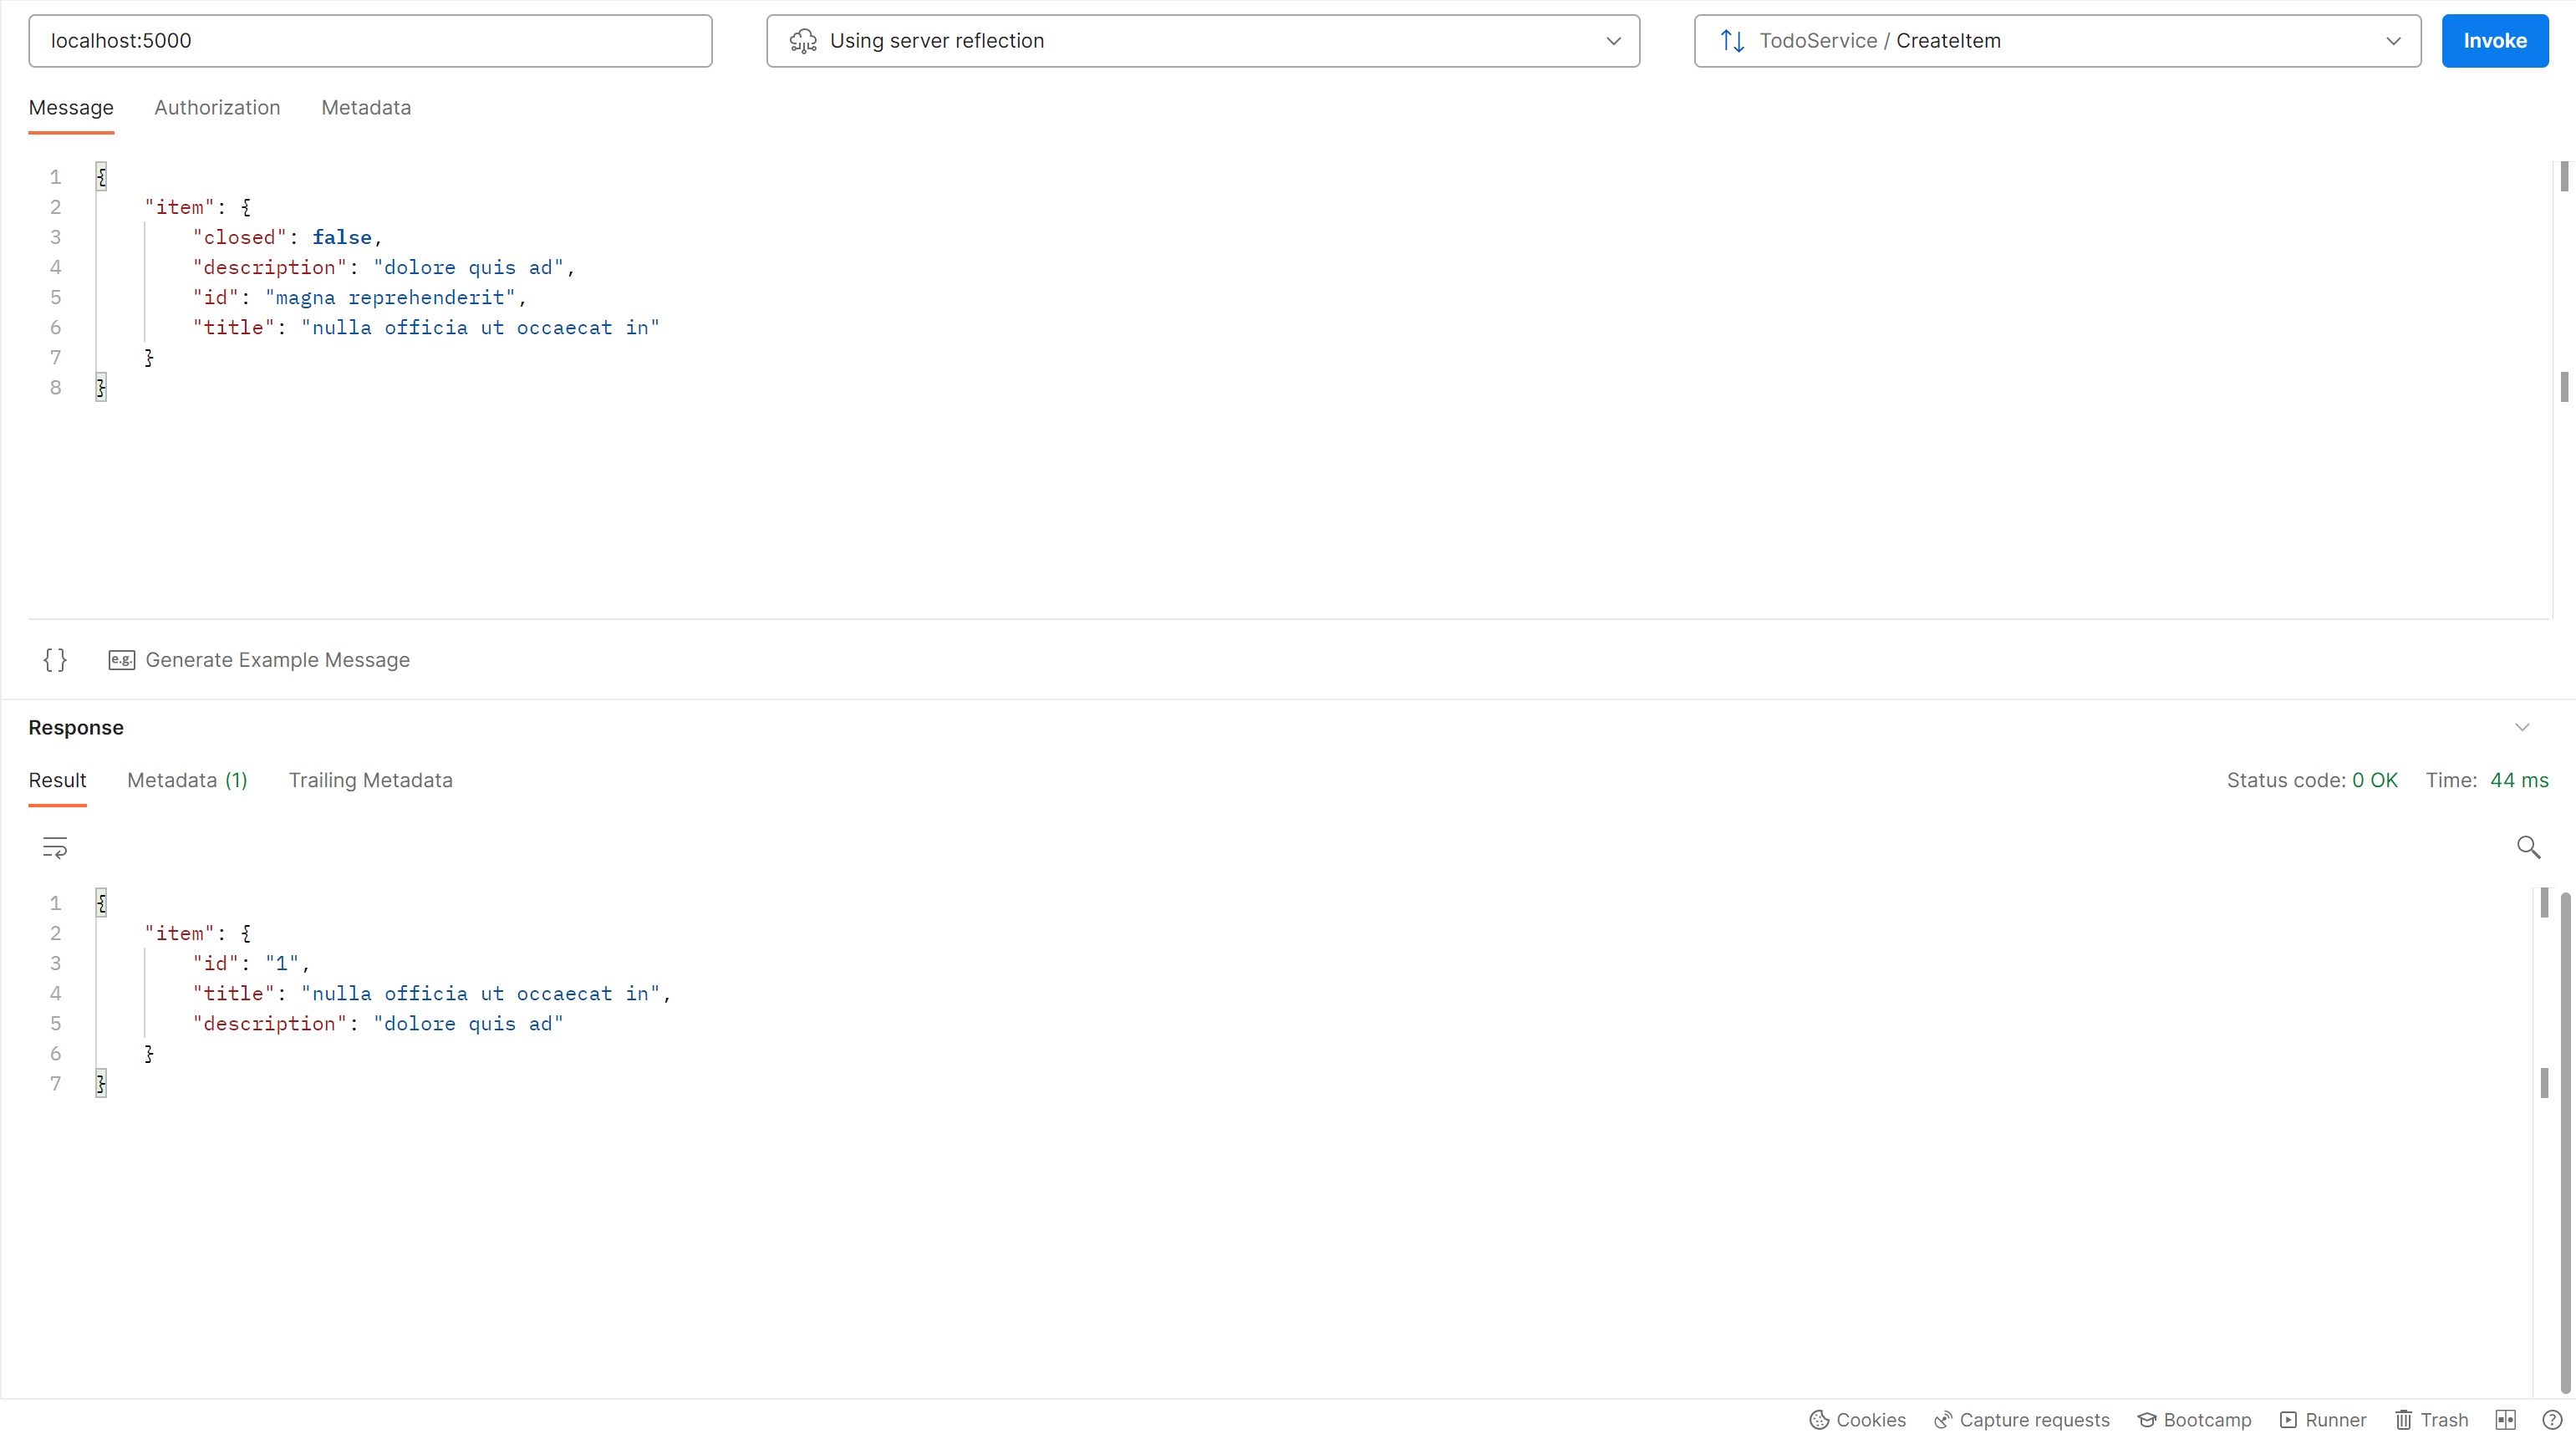 localhost:5000 Using server reflection TodoService / CreateItem Invoke
Message Authorization Metadata
1 {
2 "item": {
3 "closed": false,
4 "description": "dolore quis ad",
5 "id": "magna reprehenderit",
6 "title": "nulla officia ut occaecat in"
7 }
8 }
{} e.g. Generate Example Message
Response
Result Metadata (1) Trailing Metadata Status code: 0 OK Time: 44 ms
1 {
2 "item": {
3 "id": "1",
4 "title": "nulla officia ut occaecat in",
5 "description": "dolore quis ad"
6 }
7 }
Cookies Capture requests Bootcamp Runner Trash ?